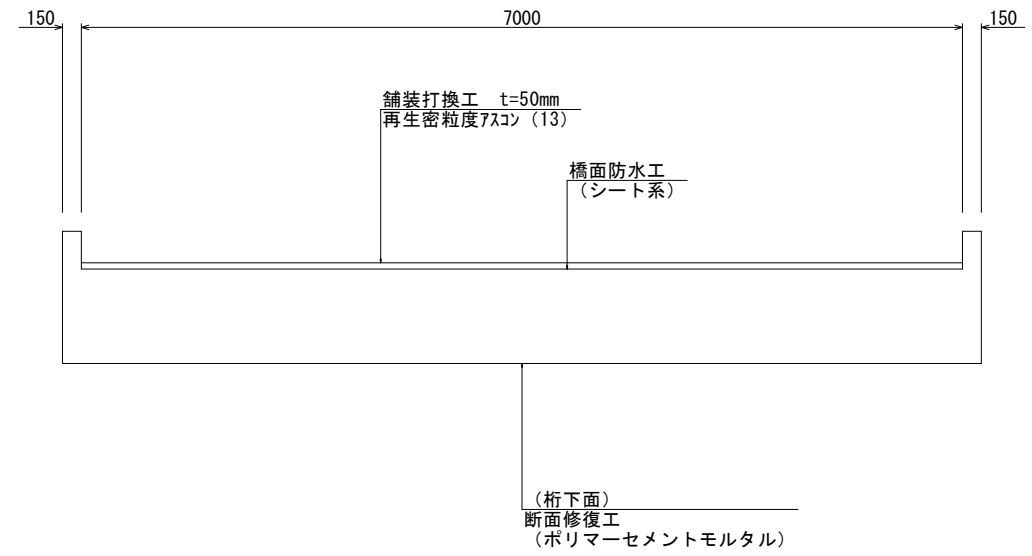 150
7000
150
舗装打換工　t=50mm
再生密粒度ｱｽｺﾝ（13）
橋面防水工
（シート系）
（桁下面）
断面修復工
（ポリマーセメントモルタル）